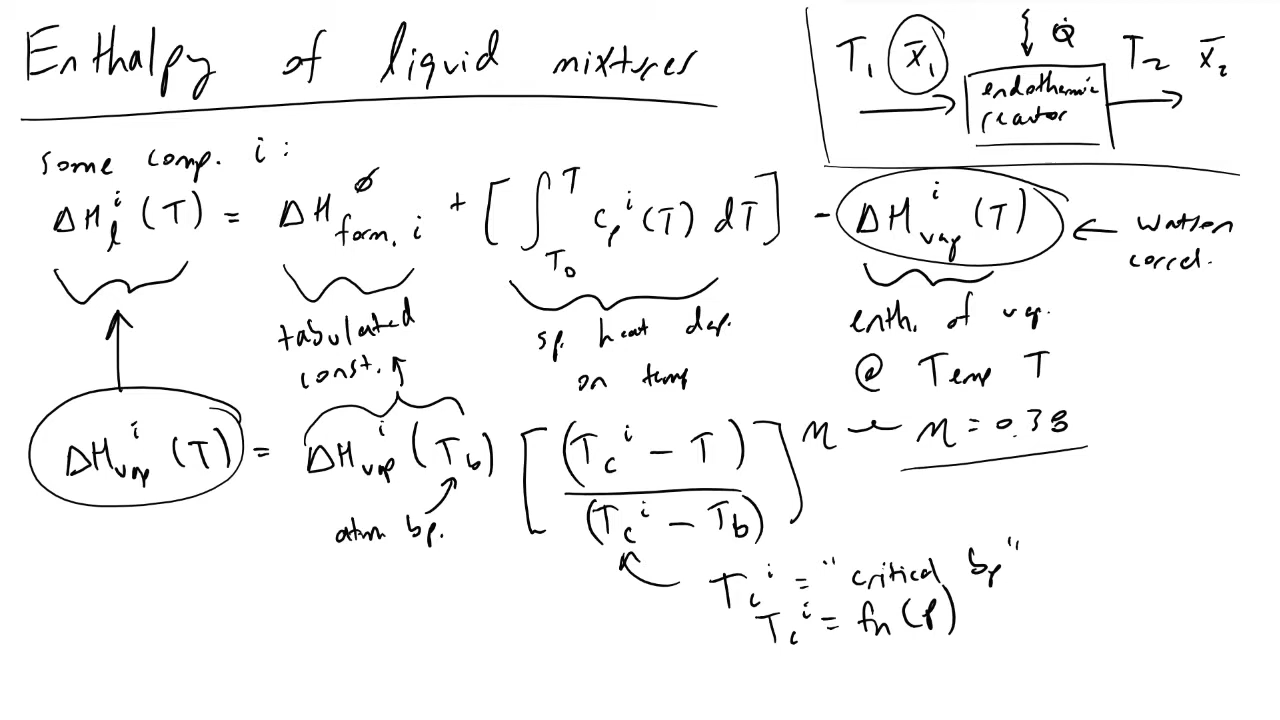 Enthalpy of liquid mixtures
T₁ x̄₁ Q̇ T₂ x̄₂
endothermic
reactor
some comp. i:
ΔH_l^i (T) = ΔH^ø_form, i + [∫_T₀^T c_p^i (T) dT] - ΔH_vap^i (T) ← Watson
correl.
tabulated
const.
sp. heat dep.
on temp
enth. of vap.
@ Temp T
ΔH_vap^i (T) = ΔH_vap^i (T_b) [(T_c^i - T) / (T_c^i - T_b)]^n n = 0.38
atm bp.
T_c^i = "critical bp"
T_c^i = fn(p)